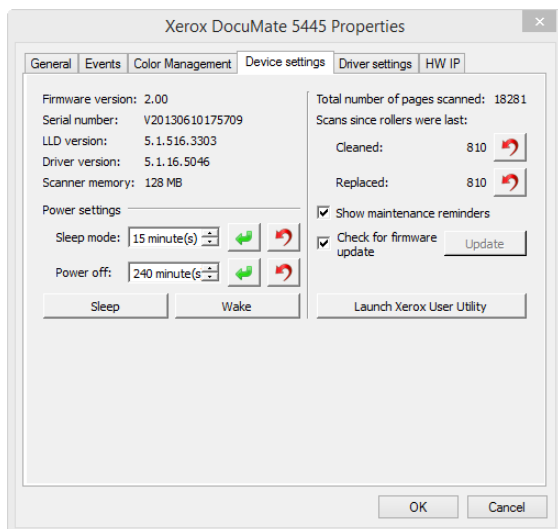 Xerox DocuMate 5445 Properties
General Events Color Management Device settings Driver settings HW IP
Firmware version: 2.00
Serial number: V20130610175709
LLD version: 5.1.516.3303
Driver version: 5.1.16.5046
Scanner memory: 128 MB
Power settings
Sleep mode: 15 minute(s)
Power off: 240 minute(s
Sleep Wake
Total number of pages scanned: 18281
Scans since rollers were last:
Cleaned: 810
Replaced: 810
Show maintenance reminders
Check for firmware
update
Update
Launch Xerox User Utility
OK Cancel